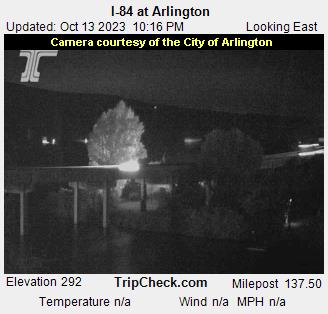 I-84 at Arlington
Updated: Oct 13 2023 10:16 PM Looking East
Camera courtesy of the City of Arlington
Elevation 292 TripCheck.com Milepost 137.50
Temperature n/a Wind n/a MPH n/a